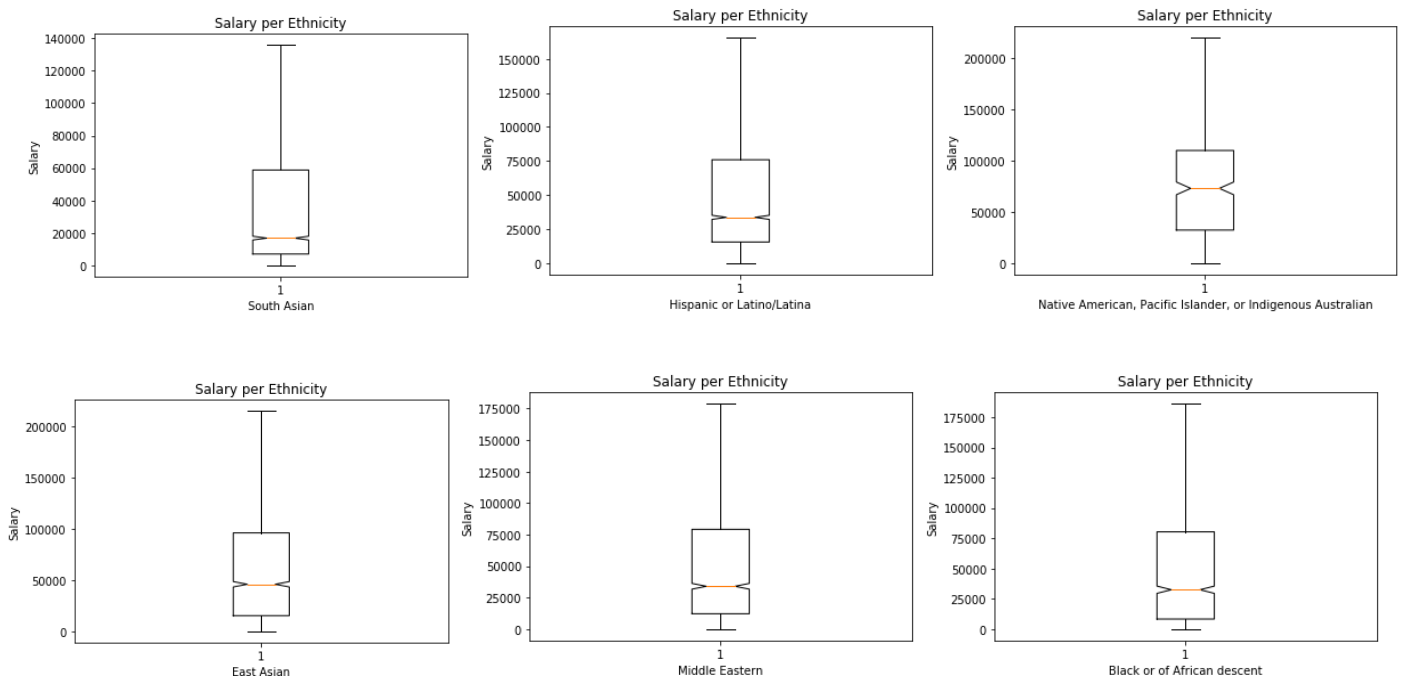 Salary per Ethnicity
140000
120000
100000
80000
60000
40000
20000
0
Salary
1
South Asian
Salary per Ethnicity
150000
125000
100000
75000
50000
25000
0
Salary
1
Hispanic or Latino/Latina
Salary per Ethnicity
200000
150000
100000
50000
0
Salary
1
Native American, Pacific Islander, or Indigenous Australian
Salary per Ethnicity
200000
150000
100000
50000
0
Salary
1
East Asian
Salary per Ethnicity
175000
150000
125000
100000
75000
50000
25000
0
Salary
1
Middle Eastern
Salary per Ethnicity
175000
150000
125000
100000
75000
50000
25000
0
Salary
1
Black or of African descent